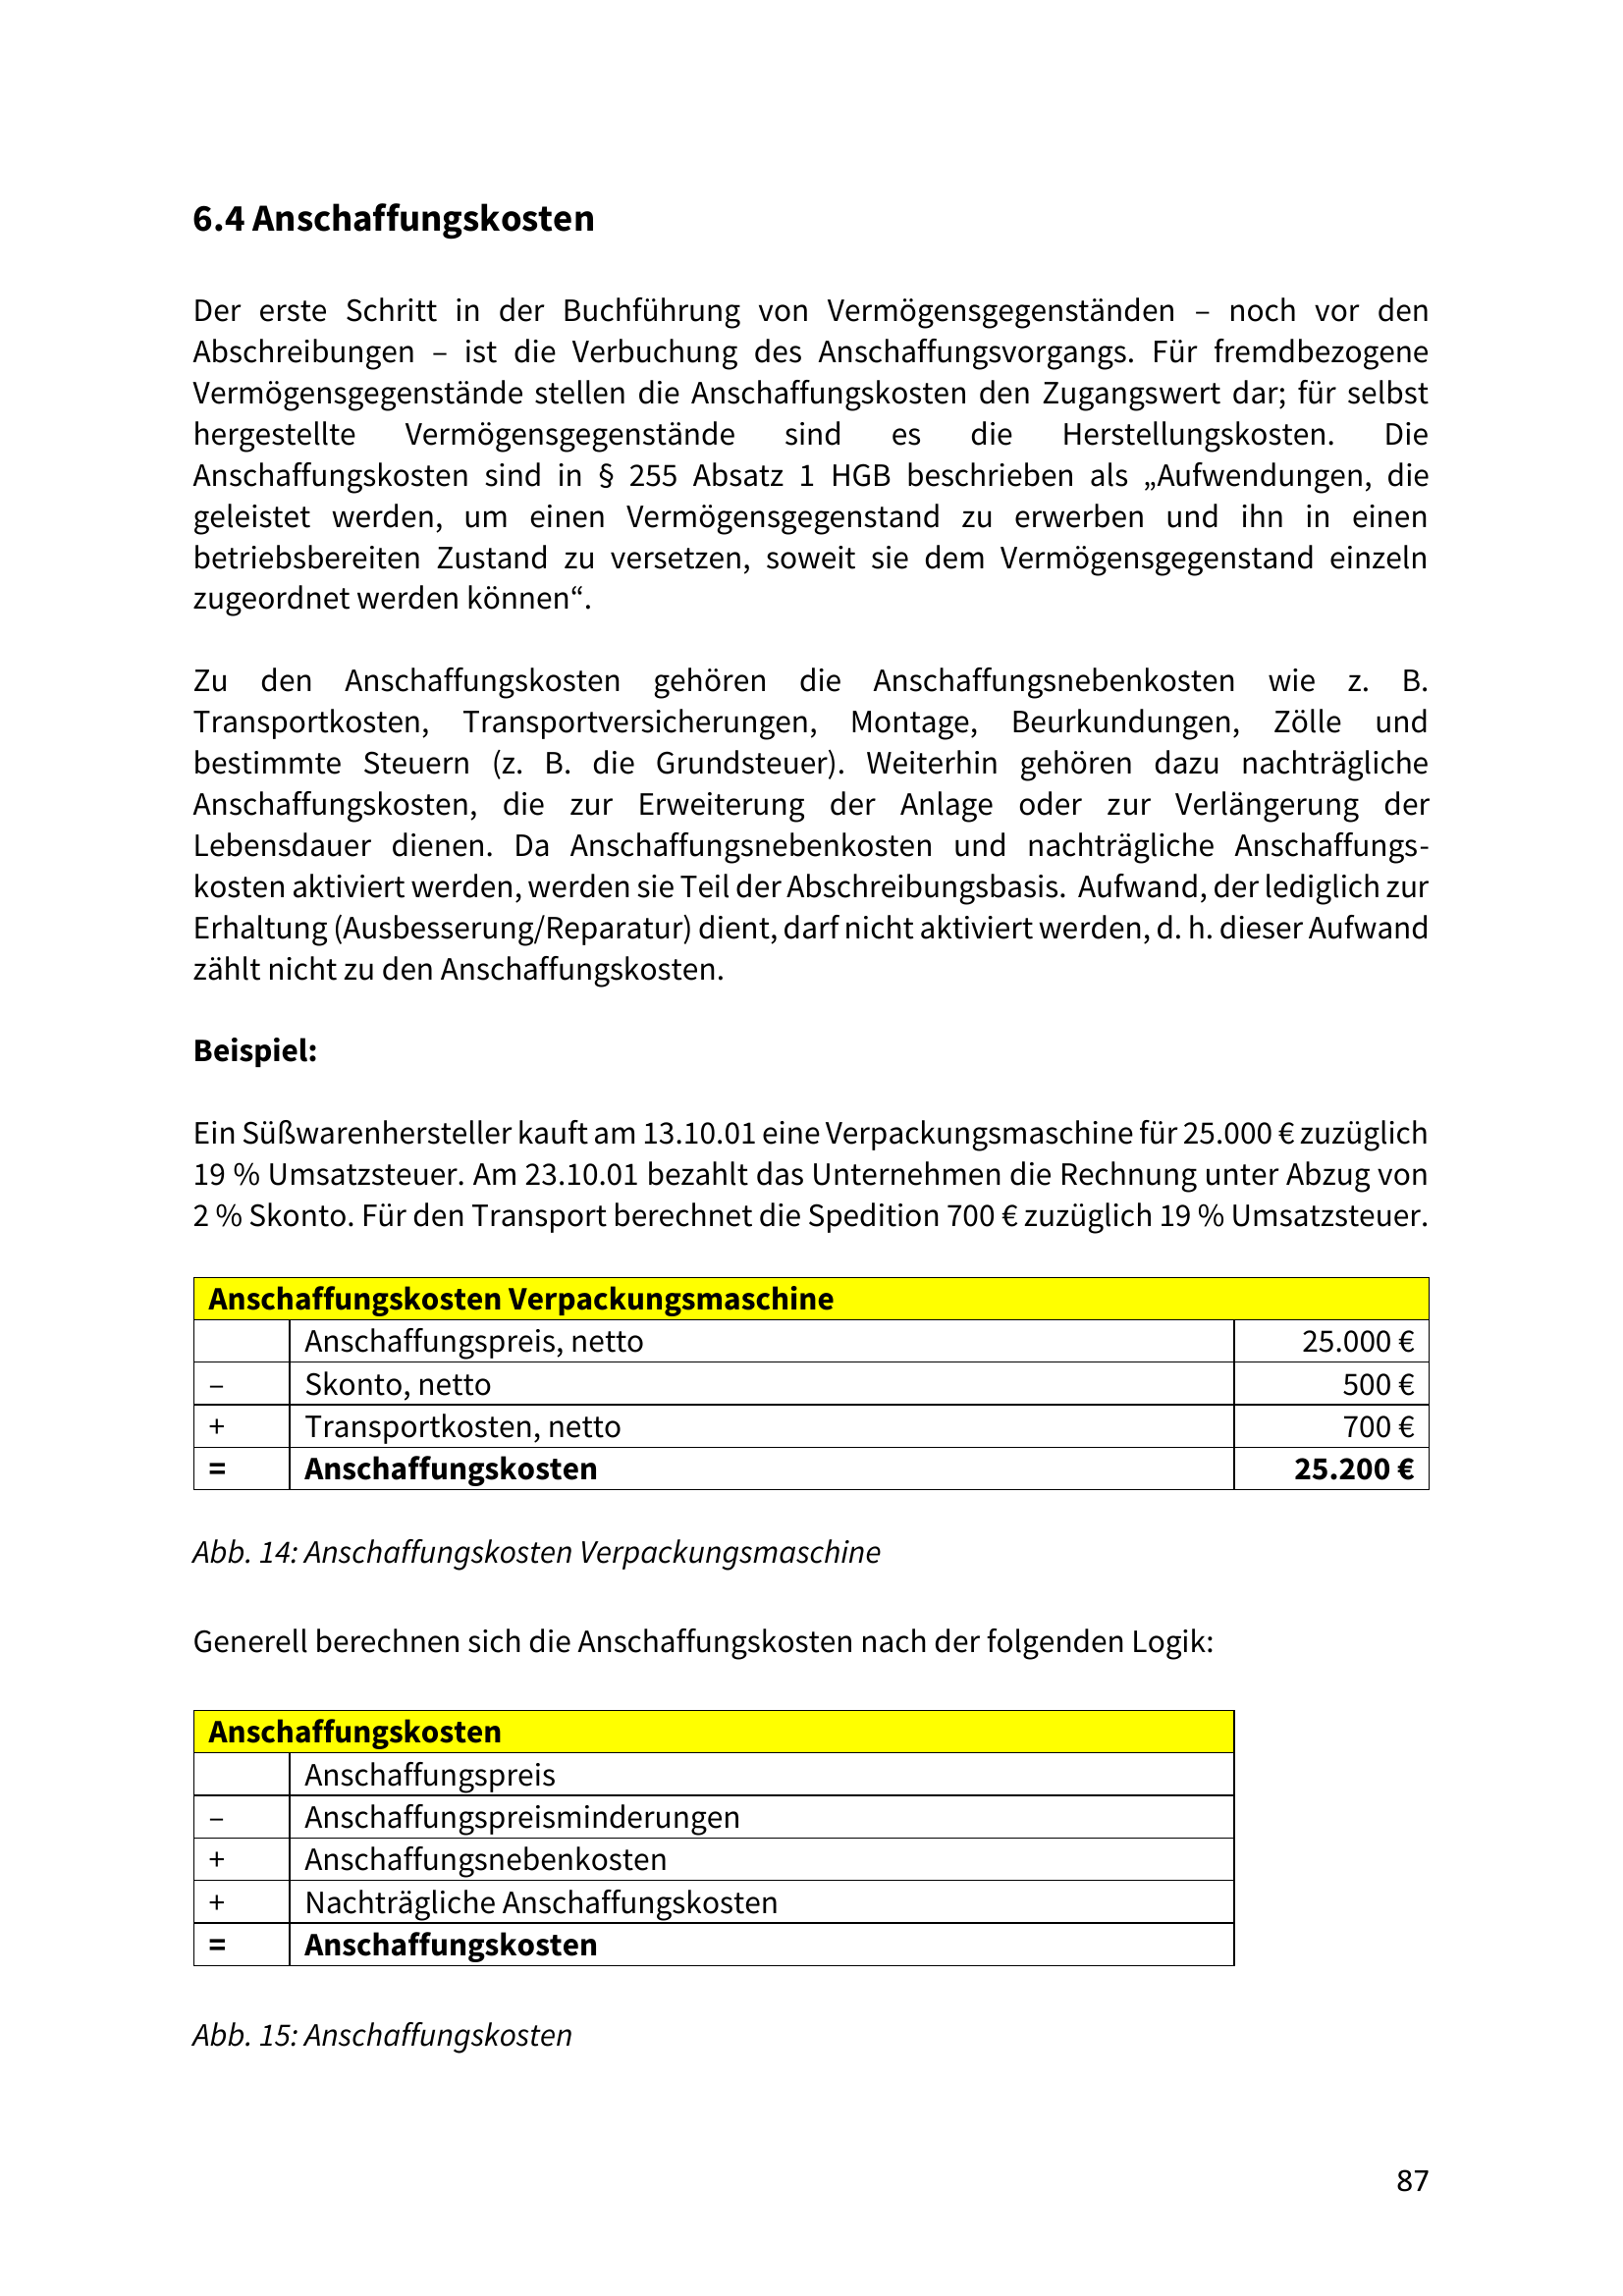 6.4 Anschaffungskosten
Der erste Schritt in der Buchführung von Vermögensgegenständen – noch vor den
Abschreibungen – ist die Verbuchung des Anschaffungsvorgangs. Für fremdbezogene
Vermögensgegenstände stellen die Anschaffungskosten den Zugangswert dar; für selbst
hergestellte Vermögensgegenstände sind es die Herstellungskosten. Die
Anschaffungskosten sind in § 255 Absatz 1 HGB beschrieben als „Aufwendungen, die
geleistet werden, um einen Vermögensgegenstand zu erwerben und ihn in einen
betriebsbereiten Zustand zu versetzen, soweit sie dem Vermögensgegenstand einzeln
zugeordnet werden können“.
Zu den Anschaffungskosten gehören die Anschaffungsnebenkosten wie z. B.
Transportkosten, Transportversicherungen, Montage, Beurkundungen, Zölle und
bestimmte Steuern (z. B. die Grundsteuer). Weiterhin gehören dazu nachträgliche
Anschaffungskosten, die zur Erweiterung der Anlage oder zur Verlängerung der
Lebensdauer dienen. Da Anschaffungsnebenkosten und nachträgliche Anschaffungs-
kosten aktiviert werden, werden sie Teil der Abschreibungsbasis. Aufwand, der lediglich zur
Erhaltung (Ausbesserung/Reparatur) dient, darf nicht aktiviert werden, d. h. dieser Aufwand
zählt nicht zu den Anschaffungskosten.
Beispiel:
Ein Süßwarenhersteller kauft am 13.10.01 eine Verpackungsmaschine für 25.000 € zuzüglich
19 % Umsatzsteuer. Am 23.10.01 bezahlt das Unternehmen die Rechnung unter Abzug von
2 % Skonto. Für den Transport berechnet die Spedition 700 € zuzüglich 19 % Umsatzsteuer.
Anschaffungskosten Verpackungsmaschine
Anschaffungspreis, netto 25.000 €
– Skonto, netto 500 €
+ Transportkosten, netto 700 €
= Anschaffungskosten 25.200 €
Abb. 14: Anschaffungskosten Verpackungsmaschine
Generell berechnen sich die Anschaffungskosten nach der folgenden Logik:
Anschaffungskosten
Anschaffungspreis
– Anschaffungspreisminderungen
+ Anschaffungsnebenkosten
+ Nachträgliche Anschaffungskosten
= Anschaffungskosten
Abb. 15: Anschaffungskosten
87